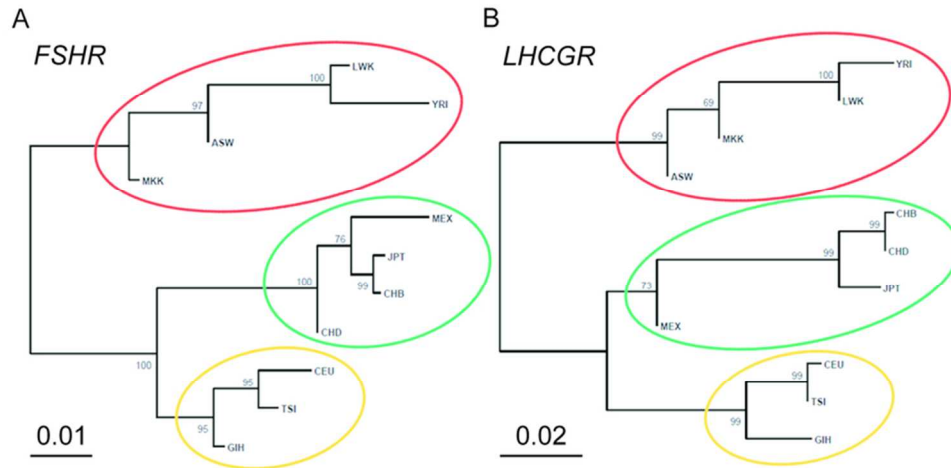 A
FSHR
LWK
100
97
YRI
ASW
MKK
MEX
76
JPT
100
99
CHB
CHD
100
CEU
95
TSI
95
GIH
0.01
B
LHCGR
YRI
100
LWK
69
99
MKK
ASW
CHB
99
99
CHD
73
JPT
MEX
CEU
99
TSI
99
GIH
0.02